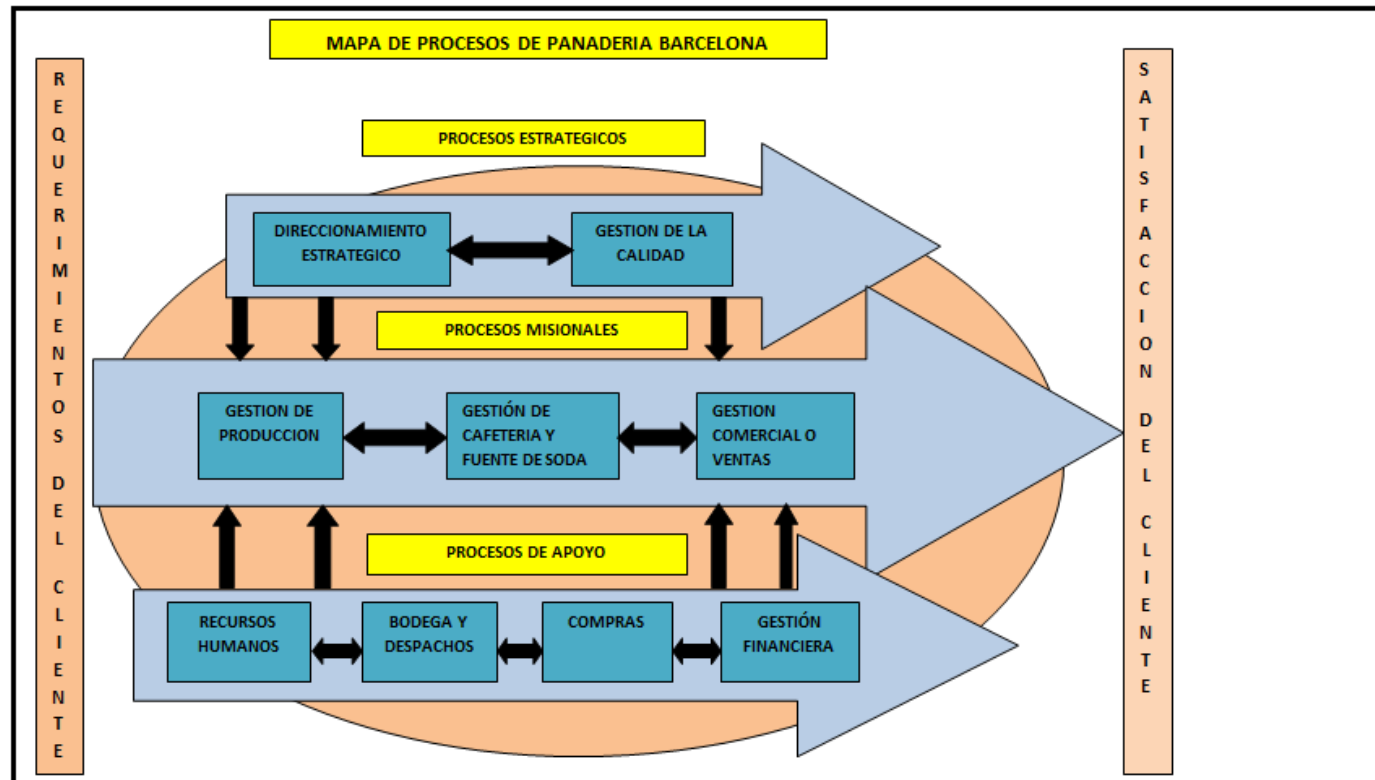 MAPA DE PROCESOS DE PANADERIA BARCELONA
REQUERIMIENTOS DEL CLIENTE
PROCESOS ESTRATEGICOS
DIRECCIONAMIENTO
ESTRATEGICO
GESTION DE LA
CALIDAD
PROCESOS MISIONALES
GESTION DE
PRODUCCION
GESTIÓN DE
CAFETERIA Y
FUENTE DE SODA
GESTION
COMERCIAL O
VENTAS
PROCESOS DE APOYO
RECURSOS
HUMANOS
BODEGA Y
DESPACHOS
COMPRAS
GESTIÓN
FINANCIERA
SATISFACCION DEL CLIENTE